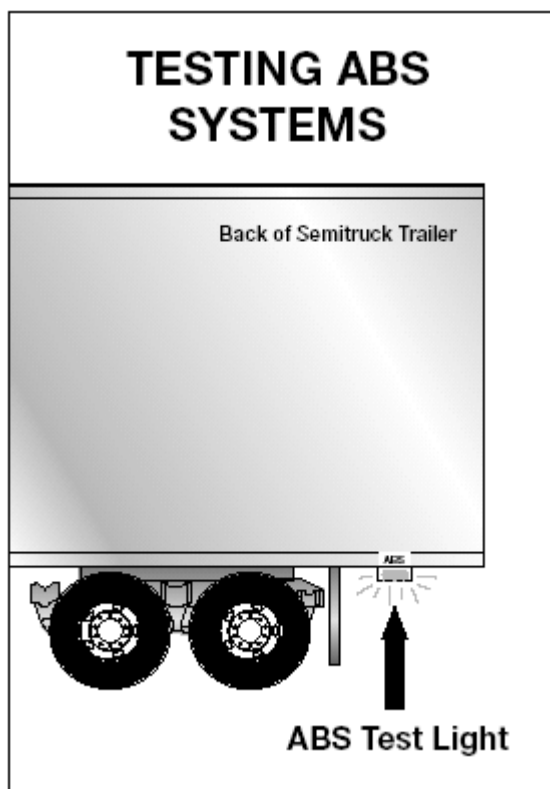 TESTING ABS
SYSTEMS
Back of Semitruck Trailer
ABS
ABS Test Light